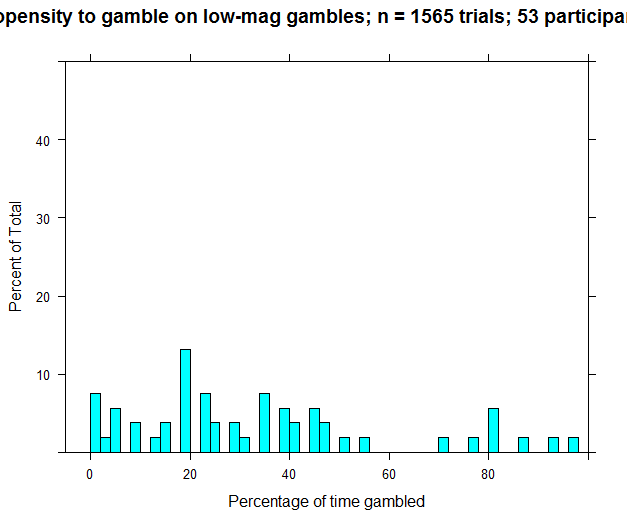 opensity to gamble on low-mag gambles; n = 1565 trials; 53 participa
Percent of Total
40
30
20
10
0 20 40 60 80
Percentage of time gambled